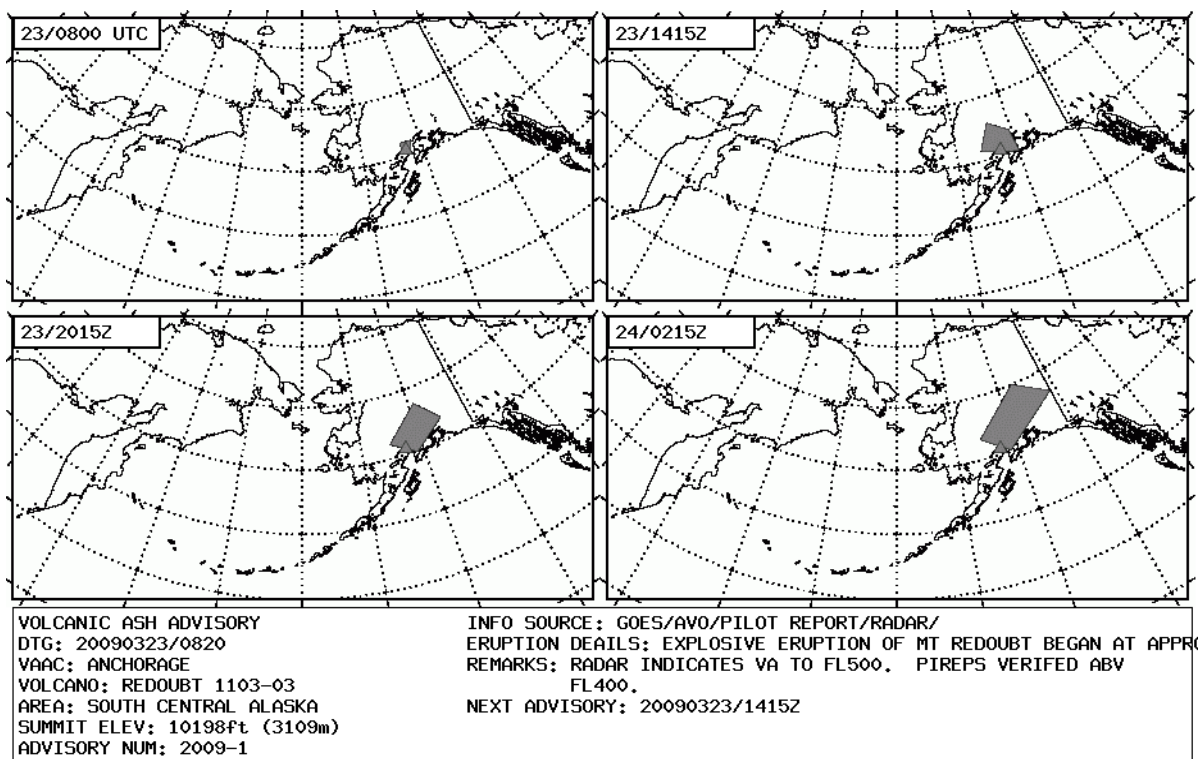 23/0800 UTC
23/1415Z
23/2015Z
24/0215Z
VOLCANIC ASH ADVISORY
DTG: 20090323/0820
VAAC: ANCHORAGE
VOLCANO: REDOUBT 1103-03
AREA: SOUTH CENTRAL ALASKA
SUMMIT ELEV: 10198ft (3109m)
ADVISORY NUM: 2009-1
INFO SOURCE: GOES/AVO/PILOT REPORT/RADAR/
ERUPTION DEAILS: EXPLOSIVE ERUPTION OF MT REDOUBT BEGAN AT APPRO
REMARKS: RADAR INDICATES VA TO FL500. PIREPS VERIFED ABV
FL400.
NEXT ADVISORY: 20090323/1415Z